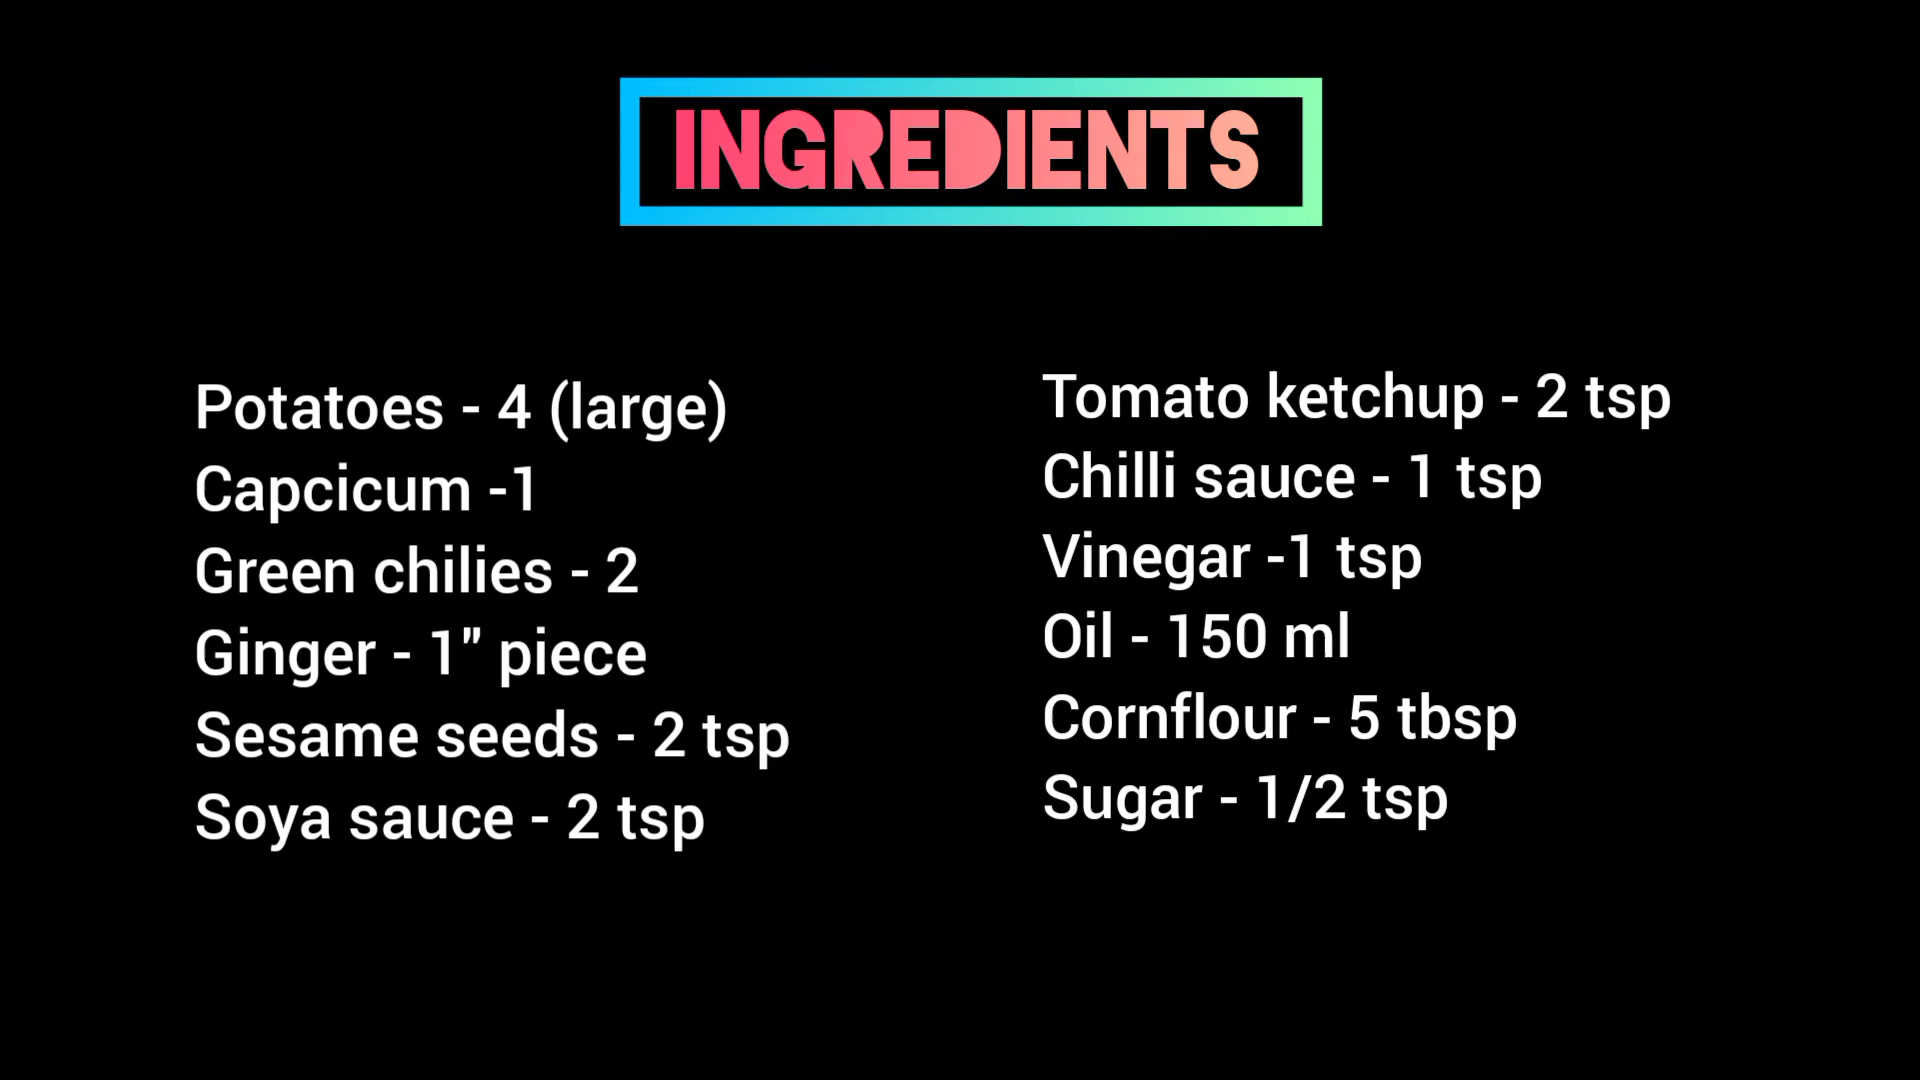 INGREDIENTS
Potatoes - 4 (large)
Capcicum -1
Green chilies - 2
Ginger - 1" piece
Sesame seeds - 2 tsp
Soya sauce - 2 tsp
Tomato ketchup - 2 tsp
Chilli sauce - 1 tsp
Vinegar -1 tsp
Oil - 150 ml
Cornflour - 5 tbsp
Sugar - 1/2 tsp